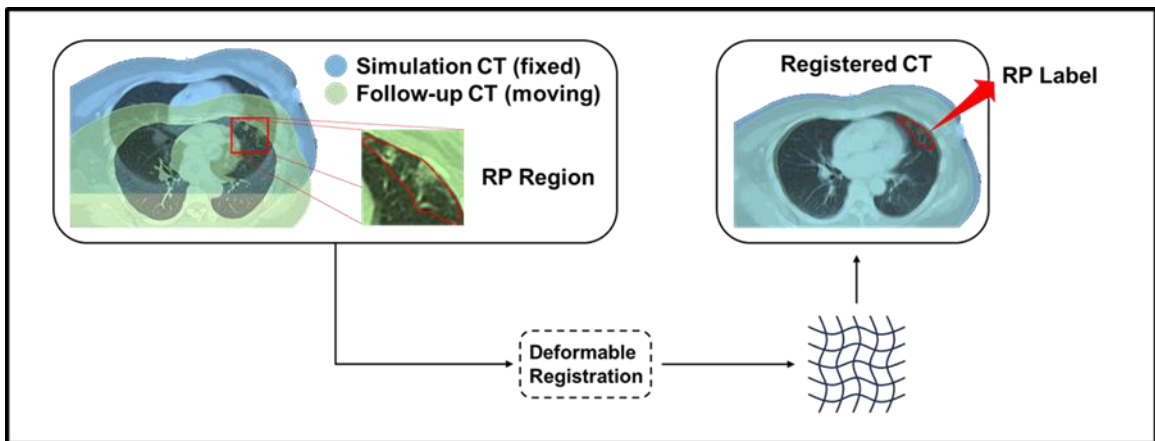 Simulation CT (fixed)
Follow-up CT (moving)
RP Region
Registered CT
RP Label
Deformable
Registration